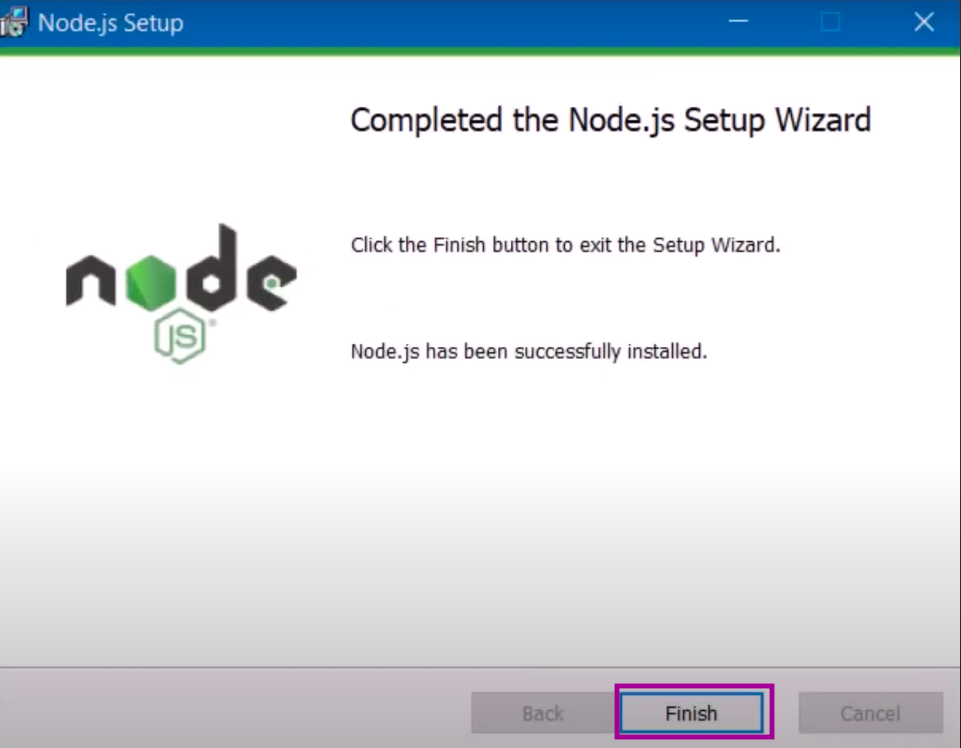 Node.js Setup
Completed the Node.js Setup Wizard
Click the Finish button to exit the Setup Wizard.
node
JS
Node.js has been successfully installed.
Back
Finish
Cancel